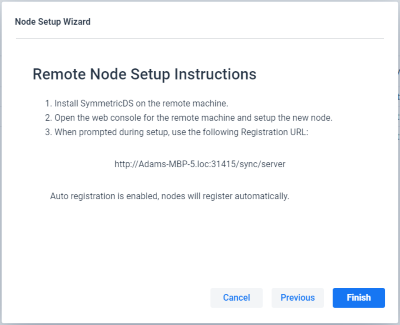 Node Setup Wizard
Remote Node Setup Instructions
1. Install SymmetricDS on the remote machine.
2. Open the web console for the remote machine and setup the new node.
3. When prompted during setup, use the following Registration URL:
http://Adams-MBP-5.loc:31415/sync/server
Auto registration is enabled, nodes will register automatically.
Cancel
Previous
Finish